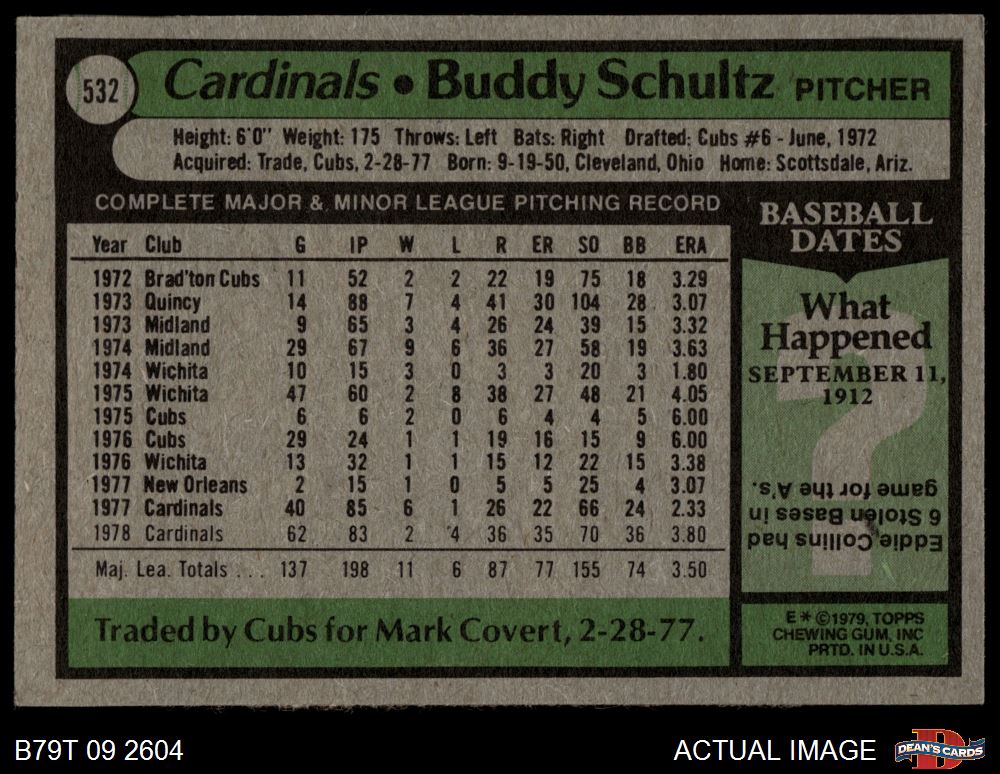 532 Cardinals • Buddy Schultz PITCHER
Height: 6'0" Weight: 175 Throws: Left Bats: Right Drafted: Cubs #6 - June, 1972
Acquired: Trade, Cubs, 2-28-77 Born: 9-19-50, Cleveland, Ohio Home: Scottsdale, Ariz.
COMPLETE MAJOR & MINOR LEAGUE PITCHING RECORD
Year Club G IP W L R ER SO BB ERA
1972 Brad'ton Cubs 11 52 2 2 22 19 75 18 3.29
1973 Quincy 14 88 7 4 41 30 104 28 3.07
1973 Midland 9 65 3 4 26 24 39 15 3.32
1974 Midland 29 67 9 6 36 27 58 19 3.63
1974 Wichita 10 15 3 0 3 3 20 3 1.80
1975 Wichita 47 60 2 8 38 27 48 21 4.05
1975 Cubs 6 6 2 0 6 4 4 5 6.00
1976 Cubs 29 24 1 1 19 16 15 9 6.00
1976 Wichita 13 32 1 1 15 12 22 15 3.38
1977 New Orleans 2 15 1 0 5 5 25 4 3.07
1977 Cardinals 40 85 6 1 26 22 66 24 2.33
1978 Cardinals 62 83 2 4 36 35 70 36 3.80
Maj. Lea. Totals . . . 137 198 11 6 87 77 155 74 3.50
Traded by Cubs for Mark Covert, 2-28-77.
BASEBALL
DATES
What
Happened
SEPTEMBER 11,
1912
?
Eddie Collins had
6 Stolen Bases in
game for the A's.
E * © 1979, TOPPS
CHEWING GUM, INC
PRTD. IN U.S.A.
B79T 09 2604
ACTUAL IMAGE
D
DEAN'S CARDS